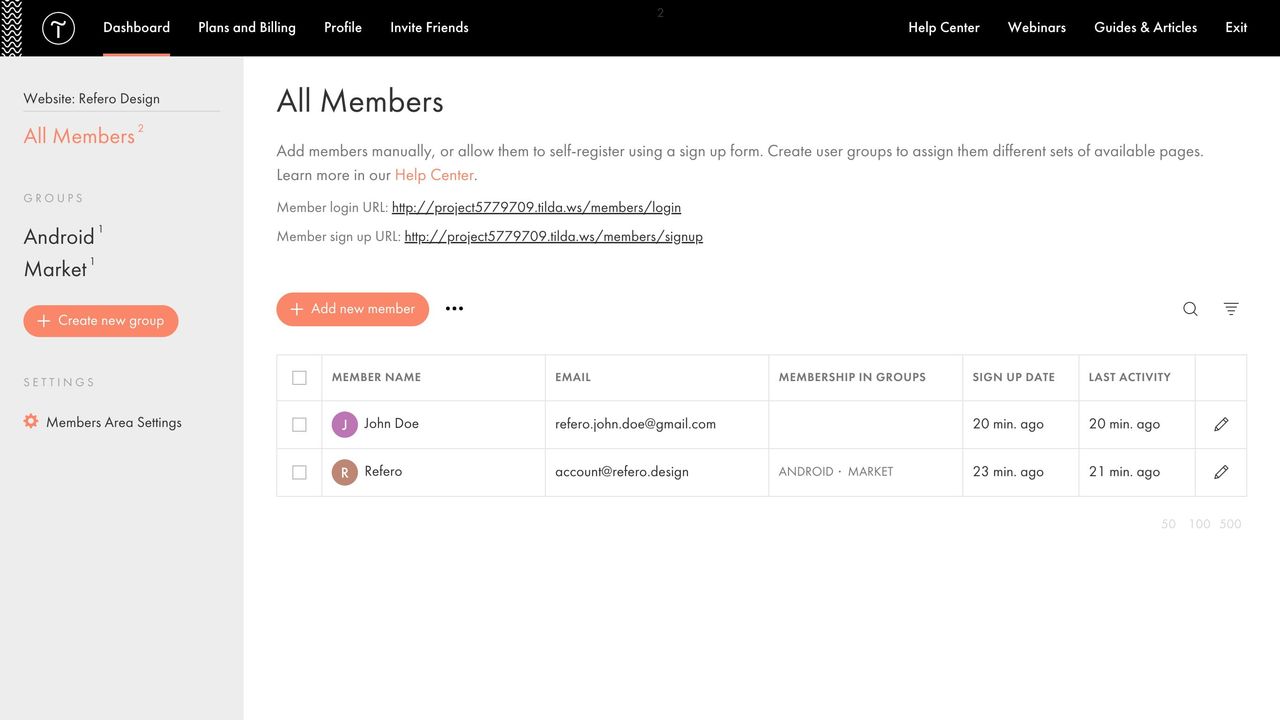 Dashboard Plans and Billing Profile Invite Friends 2 Help Center Webinars Guides & Articles Exit
Website: Refero Design
All Members 2
GROUPS
Android 1
Market 1
+ Create new group
SETTINGS
Members Area Settings
All Members
Add members manually, or allow them to self-register using a sign up form. Create user groups to assign them different sets of available pages.
Learn more in our Help Center.
Member login URL: http://project5779709.tilda.ws/members/login
Member sign up URL: http://project5779709.tilda.ws/members/signup
+ Add new member •••
MEMBER NAME EMAIL MEMBERSHIP IN GROUPS SIGN UP DATE LAST ACTIVITY
J John Doe refero.john.doe@gmail.com 20 min. ago 20 min. ago
R Refero account@refero.design ANDROID · MARKET 23 min. ago 21 min. ago
50 100 500